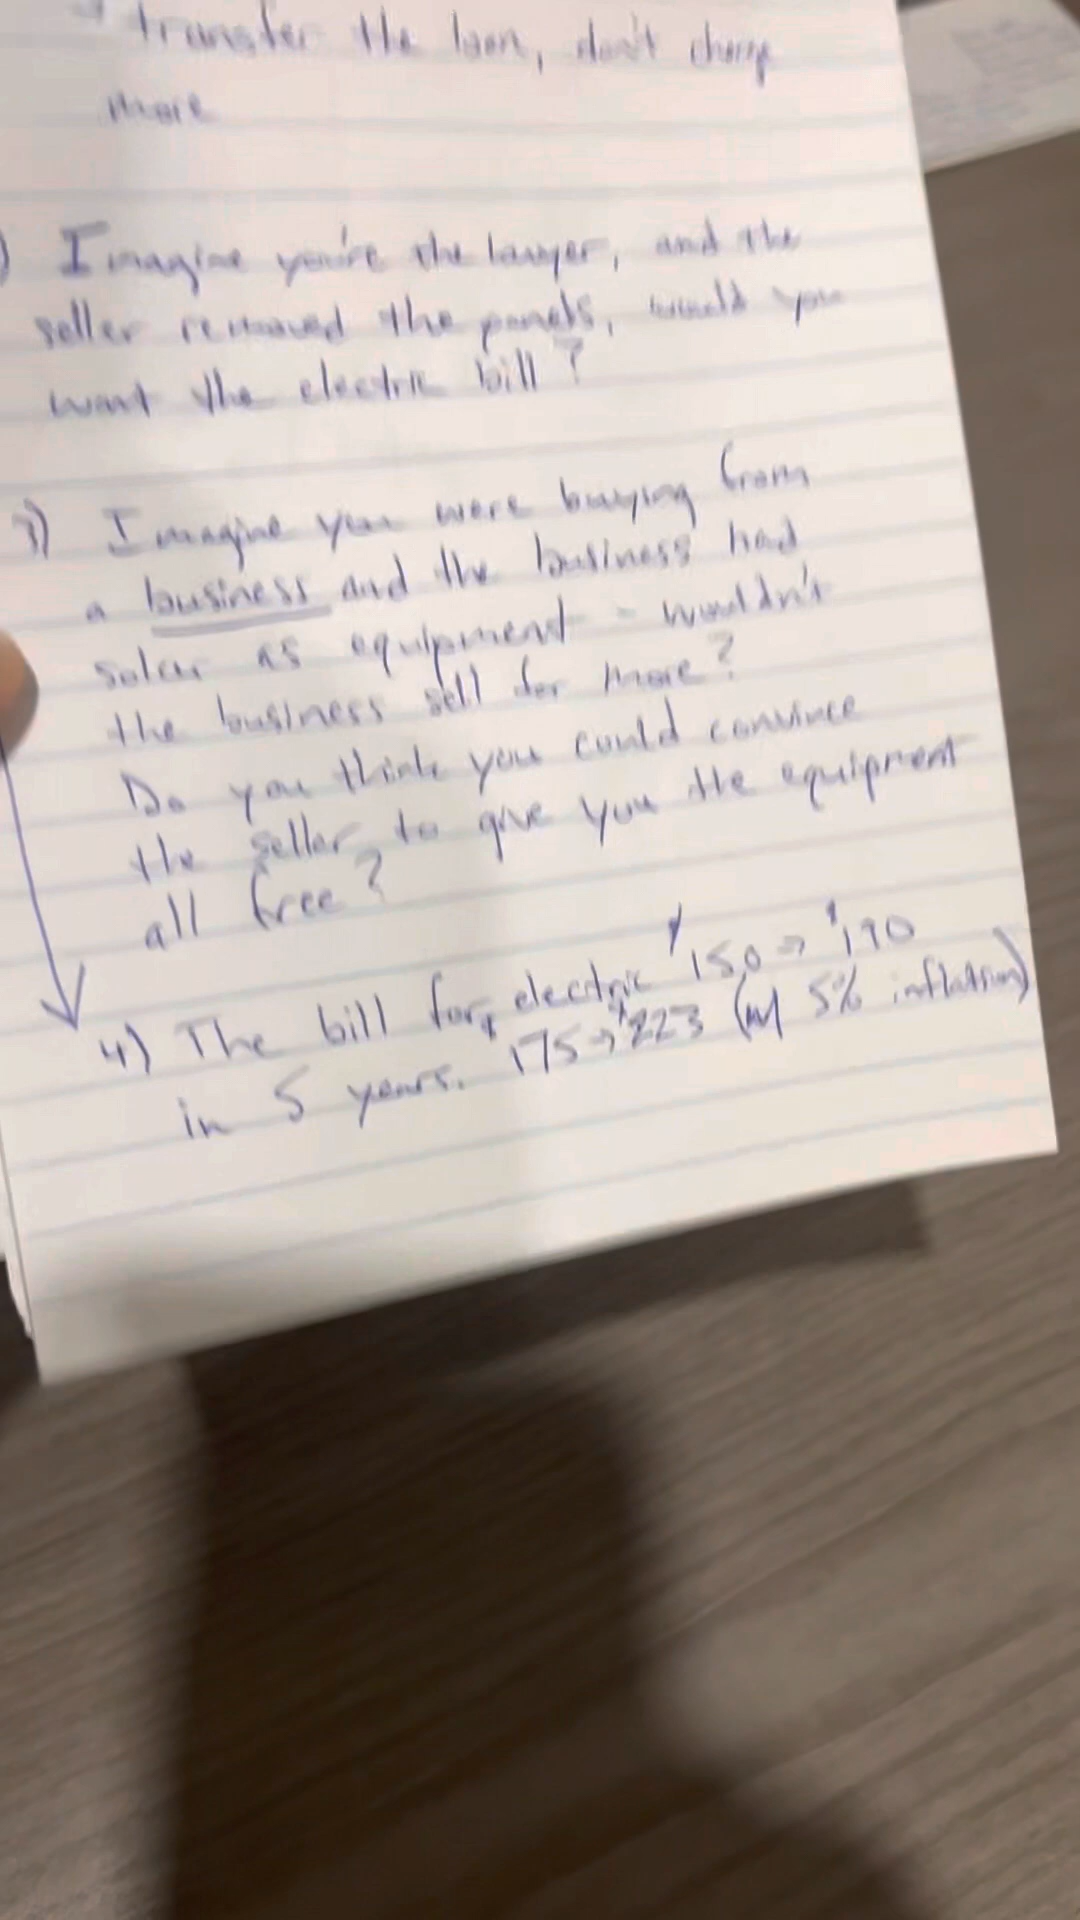 transfer the loan, don't charge
more
) Imagine you're the lawyer, and the
seller removed the panels, would you
want the electric bill?
3) Imagine you were buying from
a business and the business had
solar as equipment - wouldn't
the business sell for more?
Do you think you could convince
the seller to give you the equipment
all free?
4) The bill for electric $150 → $190
in 5 years. 175 → $223 (w/ 5% inflation)